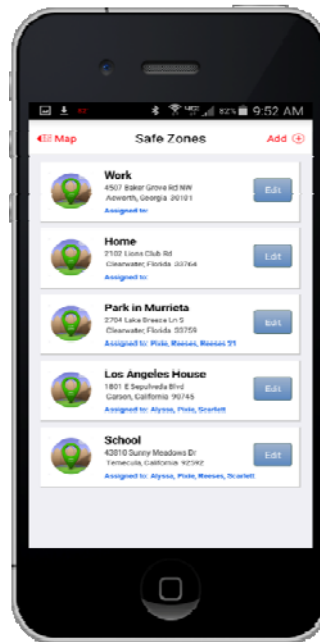 82% 9:52 AM
Map Safe Zones Add
Work
4507 Baker Grove Rd NW
Acworth, Georgia 30101
Assigned to:
Edit
Home
2102 Lions Club Rd
Clearwater, Florida 33764
Assigned to:
Edit
Park in Murrieta
2704 Lake Breeze Ln S
Clearwater, Florida 33759
Assigned to: Pixie, Reeses, Reeses 21
Edit
Los Angeles House
1801 E Sepulveda Blvd
Carson, California 90745
Assigned to: Alyssa, Pixie, Scarlett
Edit
School
43810 Sunny Meadows Dr
Temecula, California 92592
Assigned to: Alyssa, Pixie, Reeses, Scarlett
Edit